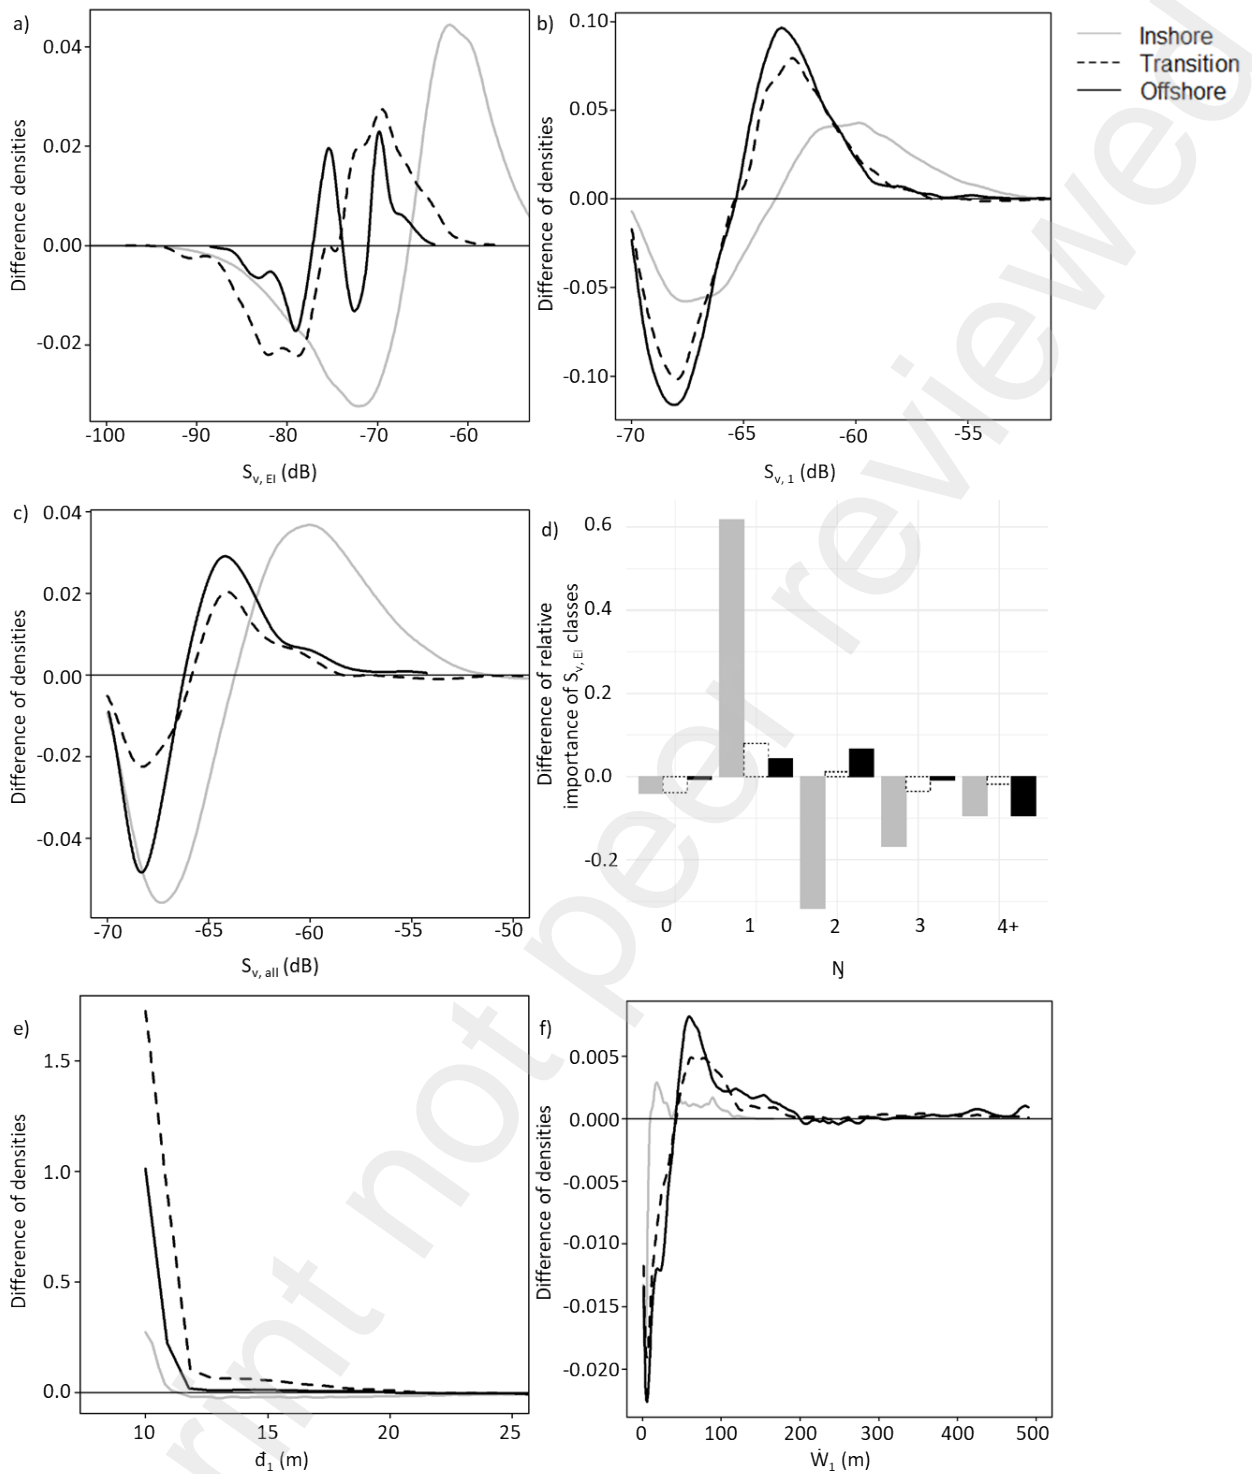 a)
0.04
0.02
0.00
-0.02
Difference densities
-100
-90
-80
-70
-60
Sv, EI (dB)
b)
0.10
0.05
0.00
-0.05
-0.10
Difference of densities
-70
-65
-60
-55
Sv, 1 (dB)
Inshore
Transition
Offshore
c)
0.04
0.02
0.00
-0.02
-0.04
Difference of densities
-70
-65
-60
-55
-50
Sv, all (dB)
d)
0.6
0.4
0.2
0.0
-0.2
Difference of relative
importance of Sv, EI classes
0
1
2
3
4+
e)
1.5
1.0
0.5
0.0
Difference of densities
10
15
20
25
đ1 (m)
f)
0.005
0.000
-0.005
-0.010
-0.015
-0.020
Difference of densities
0
100
200
300
400
500
Ẇ1 (m)
rint not peer reviewed